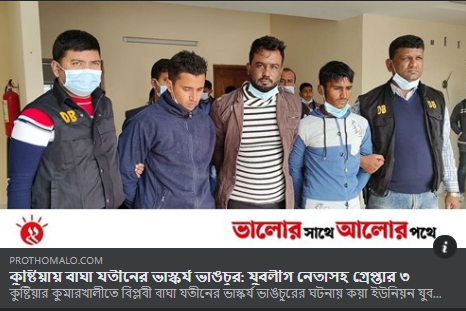 DB
DB
ভালোর সাথে আলোর পথে
PROTHOMALO.COM
কুষ্টিয়ায় বাঘা যতীনের ভাস্কর্য ভাঙচুর: যুবলীগ নেতাসহ গ্রেপ্তার ৩
কুষ্টিয়ার কুমারখালীতে বিপ্লবী বাঘা যতীনের ভাস্কর্য ভাঙচুরের ঘটনায় কয়া ইউনিয়ন যুব...